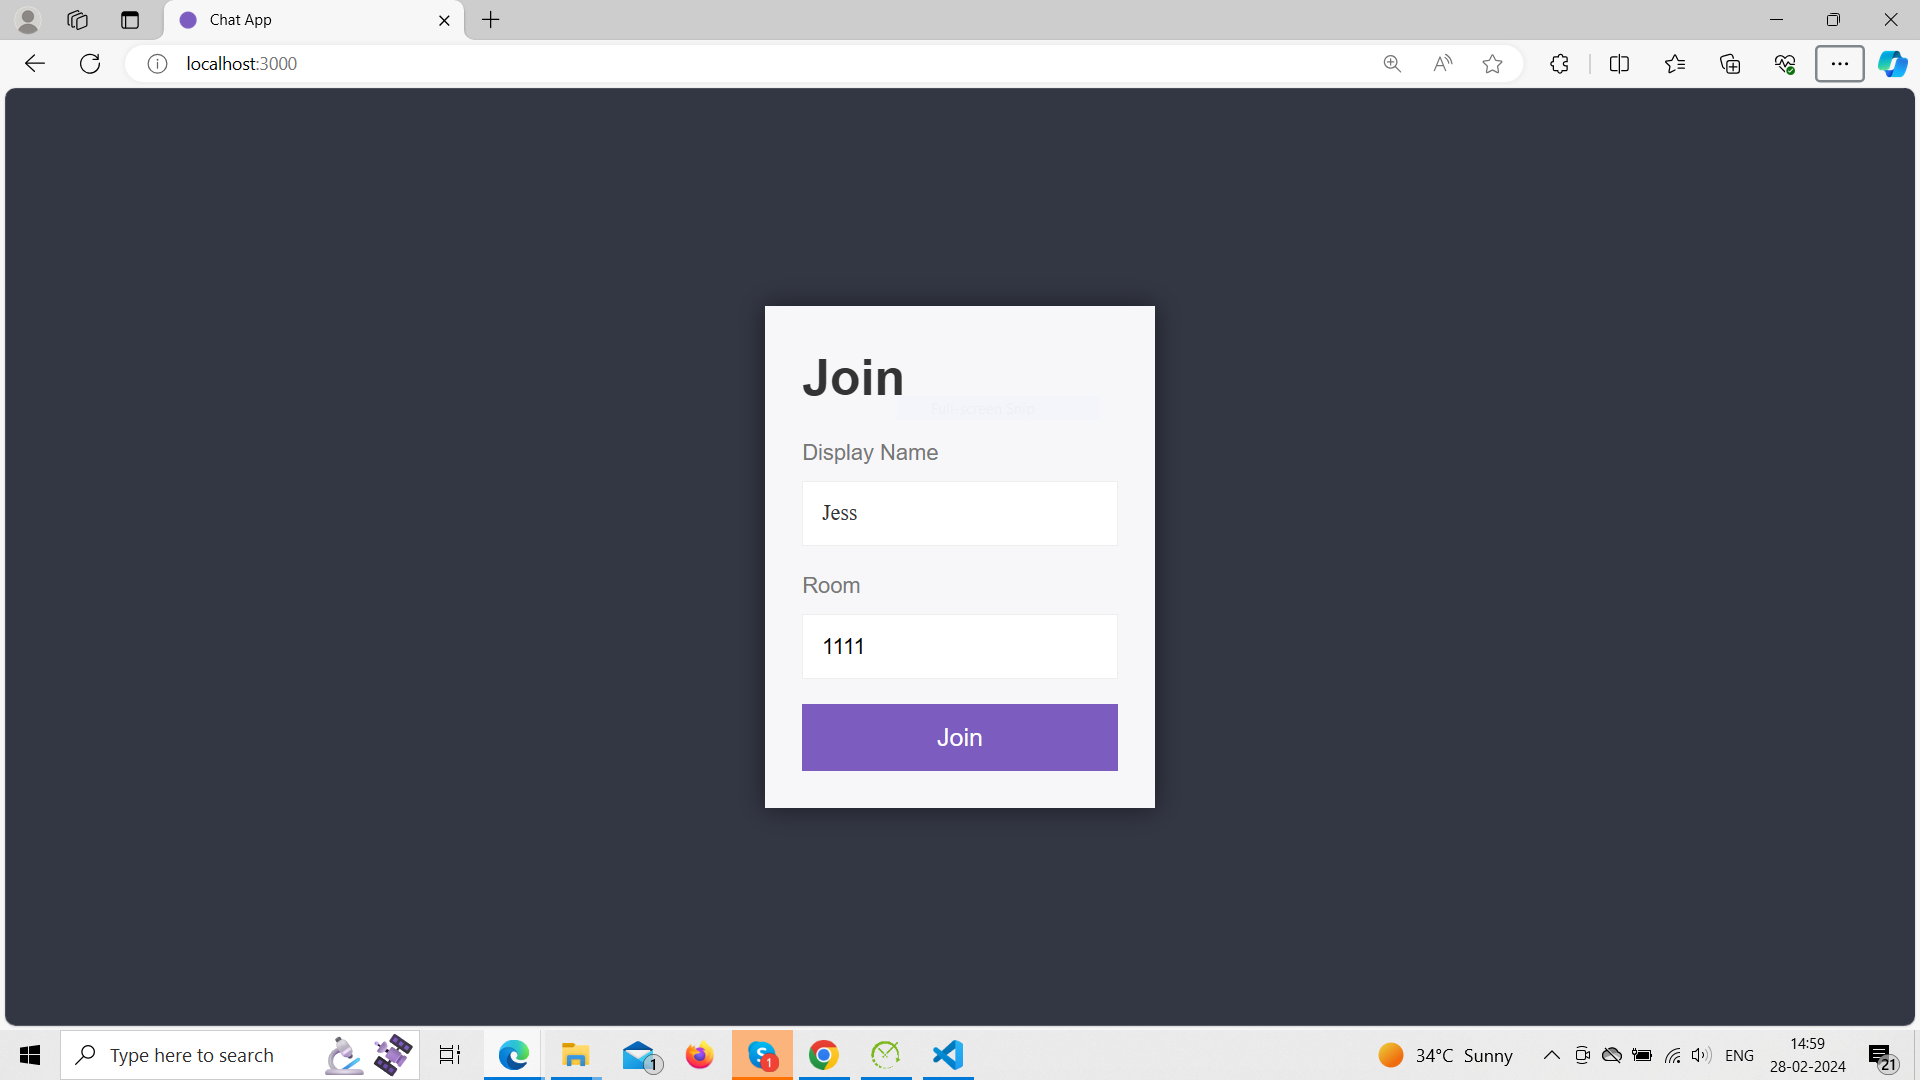 Chat App
localhost:3000
Join
Full-screen Snip
Display Name
Jess
Room
1111
Join
Type here to search
1
1
34°C Sunny
ENG
14:59
28-02-2024
21